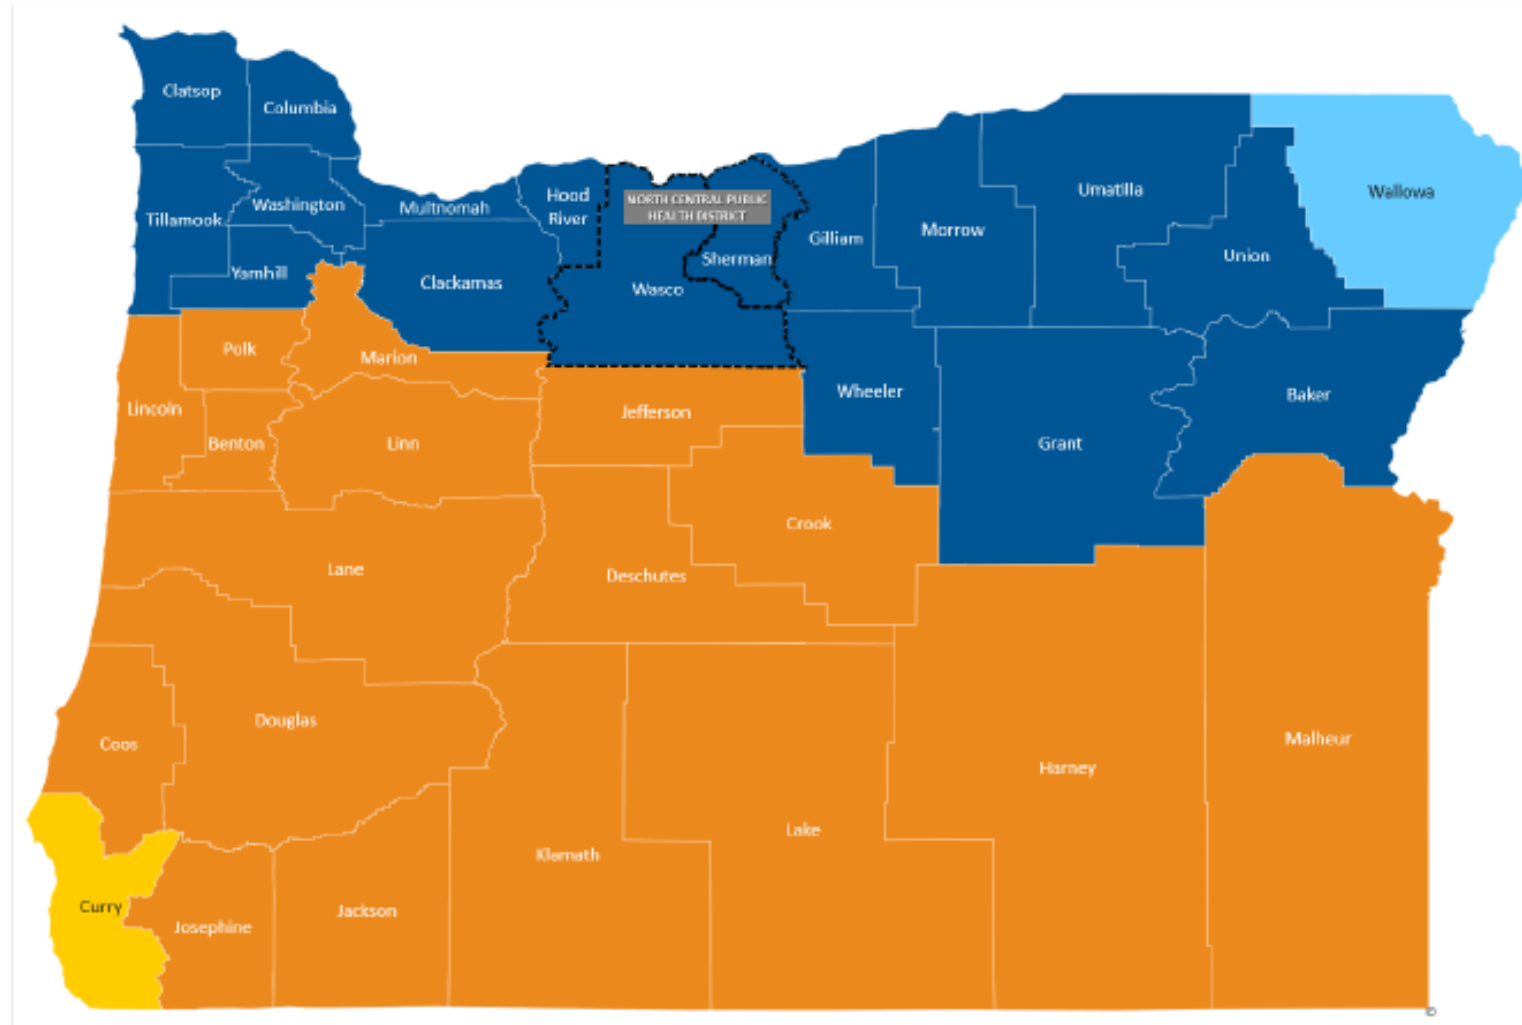 Clatsop
Columbia
Tillamook
Washington
Multnomah
Hood
River
NORTH CENTRAL PUBLIC
HEALTH DISTRICT
Gilliam
Morrow
Umatilla
Wallowa
Yamhill
Clackamas
Wasco
Sherman
Union
Polk
Marion
Lincoln
Benton
Linn
Jefferson
Wheeler
Grant
Baker
Crook
Lane
Deschutes
Coos
Douglas
Harney
Malheur
Klamath
Lake
Curry
Josephine
Jackson
©